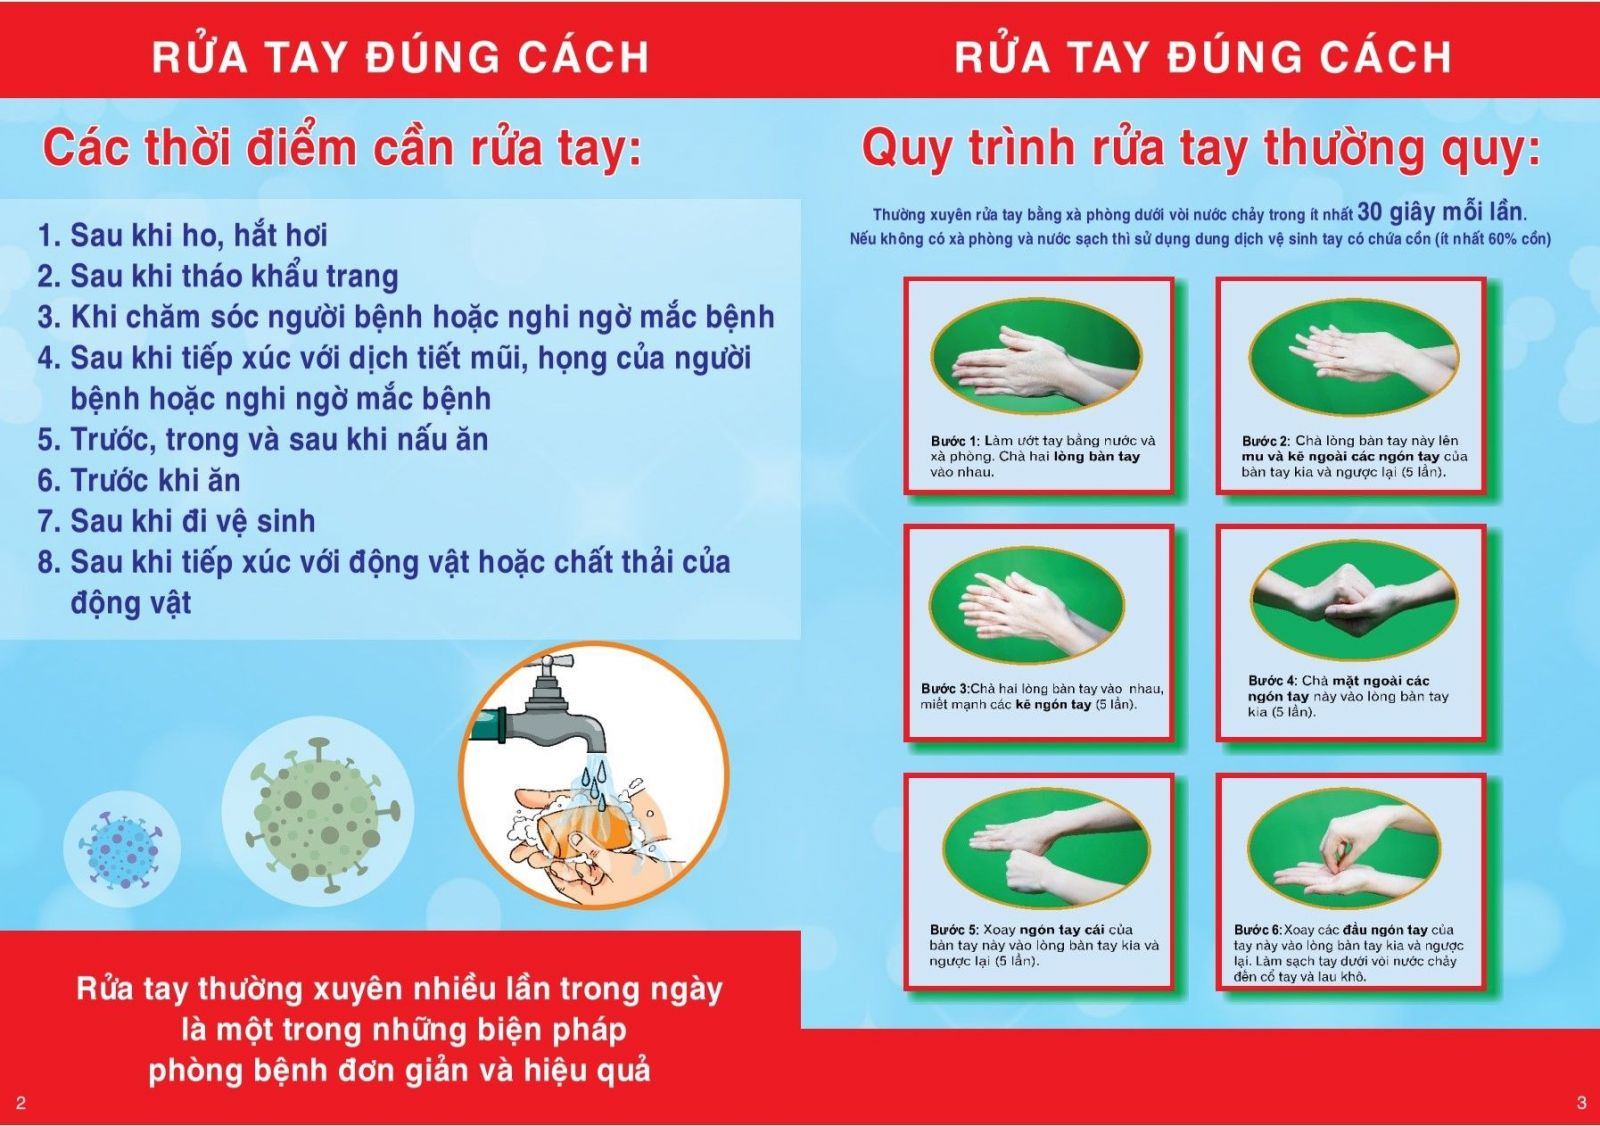 RỬA TAY ĐÚNG CÁCH
Các thời điểm cần rửa tay:
1. Sau khi ho, hắt hơi
2. Sau khi tháo khẩu trang
3. Khi chăm sóc người bệnh hoặc nghi ngờ mắc bệnh
4. Sau khi tiếp xúc với dịch tiết mũi, họng của người
bệnh hoặc nghi ngờ mắc bệnh
5. Trước, trong và sau khi nấu ăn
6. Trước khi ăn
7. Sau khi đi vệ sinh
8. Sau khi tiếp xúc với động vật hoặc chất thải của
động vật
Rửa tay thường xuyên nhiều lần trong ngày
là một trong những biện pháp
phòng bệnh đơn giản và hiệu quả
2
RỬA TAY ĐÚNG CÁCH
Quy trình rửa tay thường quy:
Thường xuyên rửa tay bằng xà phòng dưới vòi nước chảy trong ít nhất 30 giây mỗi lần.
Nếu không có xà phòng và nước sạch thì sử dụng dung dịch vệ sinh tay có chứa cồn (ít nhất 60% cồn)
Bước 1: Làm ướt tay bằng nước và
xà phòng. Chà hai lòng bàn tay
vào nhau.
Bước 2: Chà lòng bàn tay này lên
mu và kẽ ngoài các ngón tay của
bàn tay kia và ngược lại (5 lần).
Bước 3:Chà hai lòng bàn tay vào nhau,
miết mạnh các kẽ ngón tay (5 lần).
Bước 4: Chà mặt ngoài các
ngón tay này vào lòng bàn tay
kia (5 lần).
Bước 5: Xoay ngón tay cái của
bàn tay này vào lòng bàn tay kia và
ngược lại (5 lần).
Bước 6: Xoay các đầu ngón tay của
tay này vào lòng bàn tay kia và ngược
lại. Làm sạch tay dưới vòi nước chảy
đến cổ tay và lau khô.
3